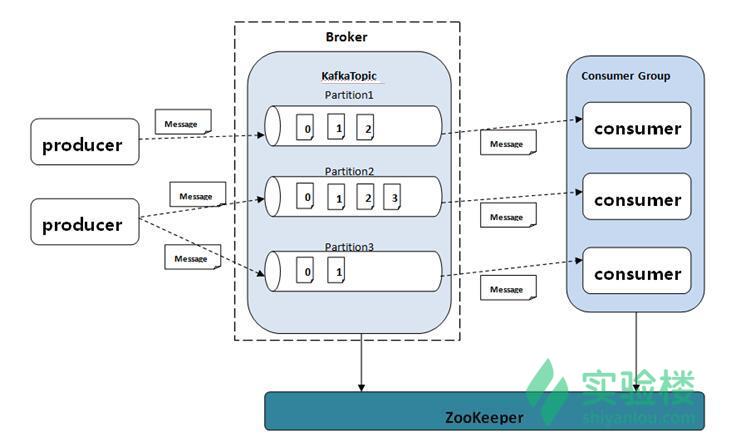 Broker
KafkaTopic
Consumer Group
Partition1
Message
0 1 2
producer
consumer
Message
Partition2
Message
0 1 2 3
consumer
producer
Message
Partition3
Message
0 1
consumer
Message
实验楼
shiyanlou.com
ZooKeeper